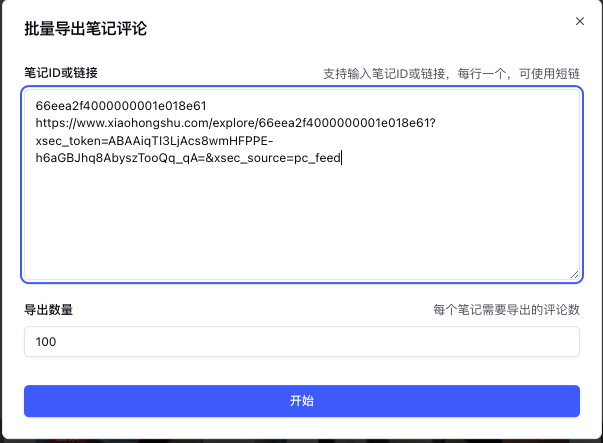 批量导出笔记评论
×
笔记ID或链接
支持输入笔记ID或链接，每行一个，可使用短链
66eea2f4000000001e018e61
https://www.xiaohongshu.com/explore/66eea2f4000000001e018e61?
xsec_token=ABAAiqTI3LjAcs8wmHFPPE-
h6aGBJhq8AbyszTooQq_qA=&xsec_source=pc_feed
导出数量
每个笔记需要导出的评论数
100
开始